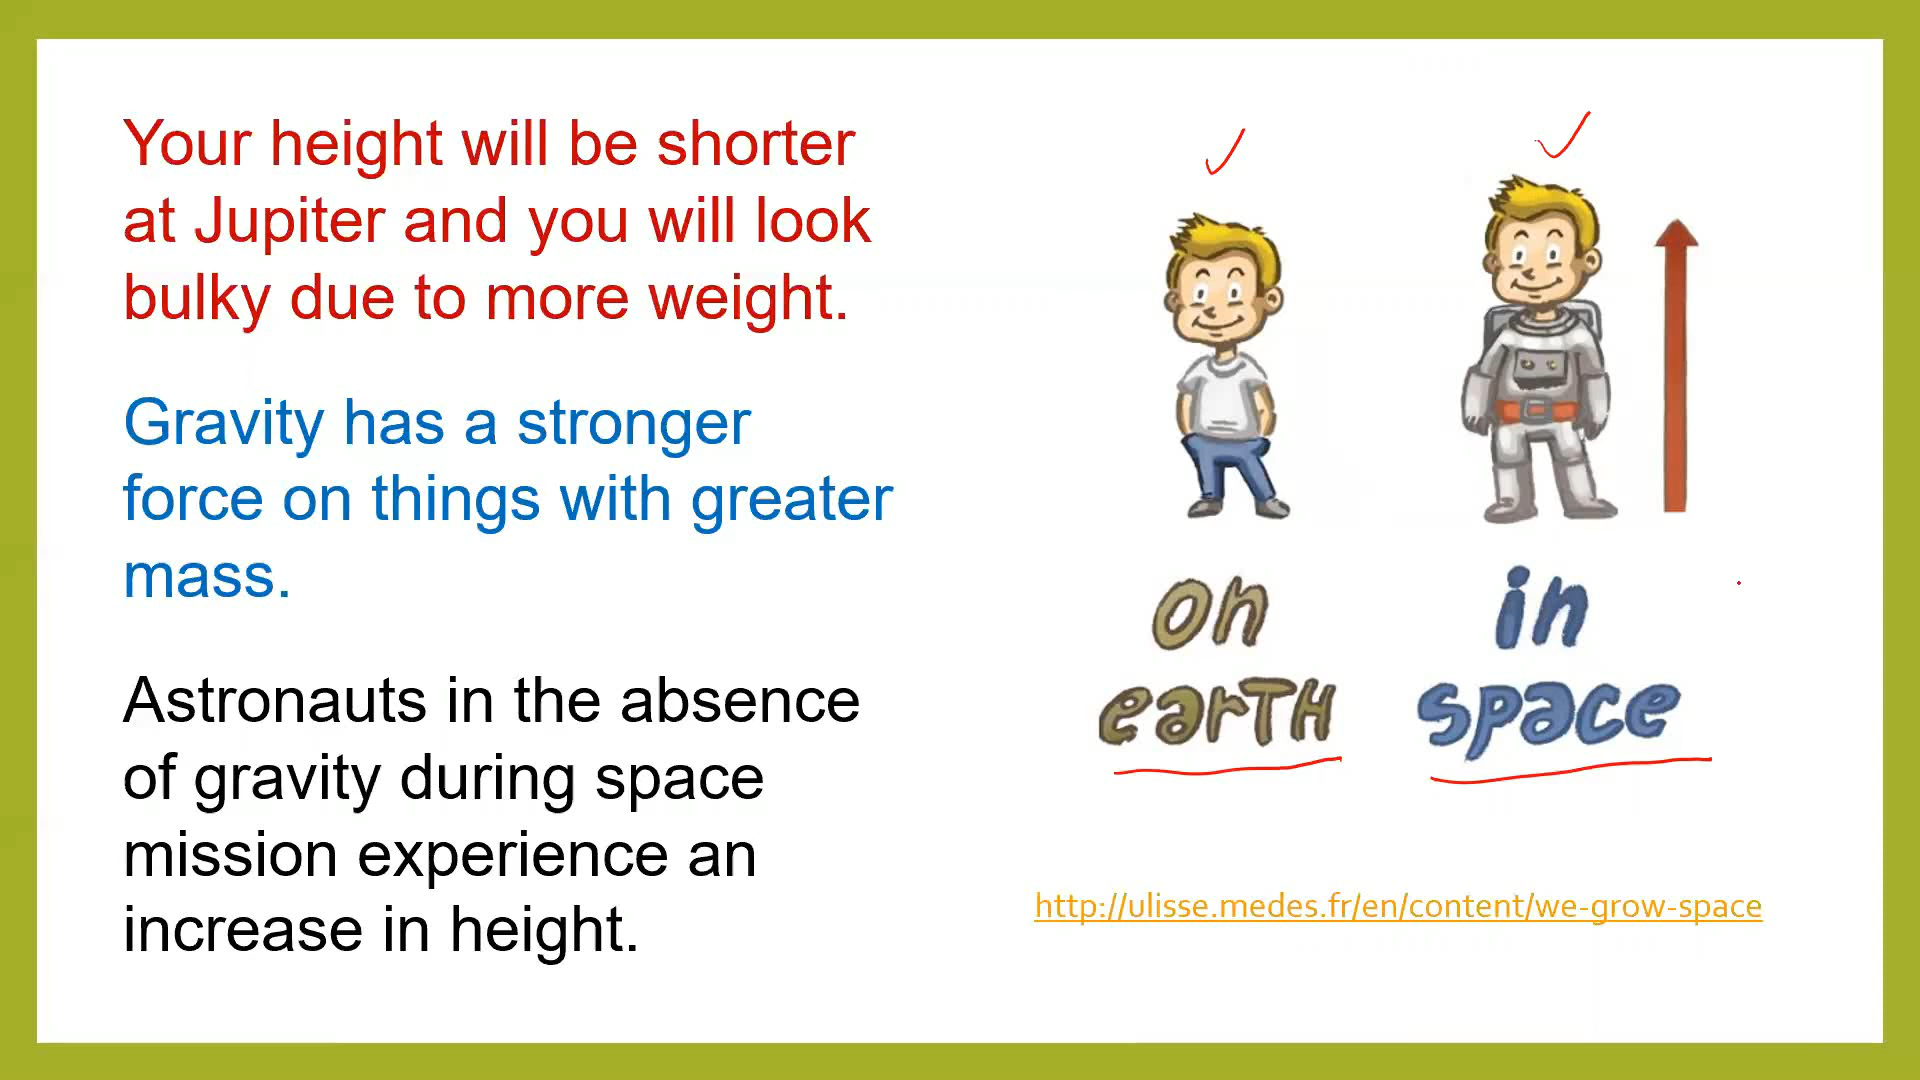 Your height will be shorter
at Jupiter and you will look
bulky due to more weight.
Gravity has a stronger
force on things with greater
mass.
Astronauts in the absence
of gravity during space
mission experience an
increase in height.
on
earTH
in
space
http://ulisse.medes.fr/en/content/we-grow-space